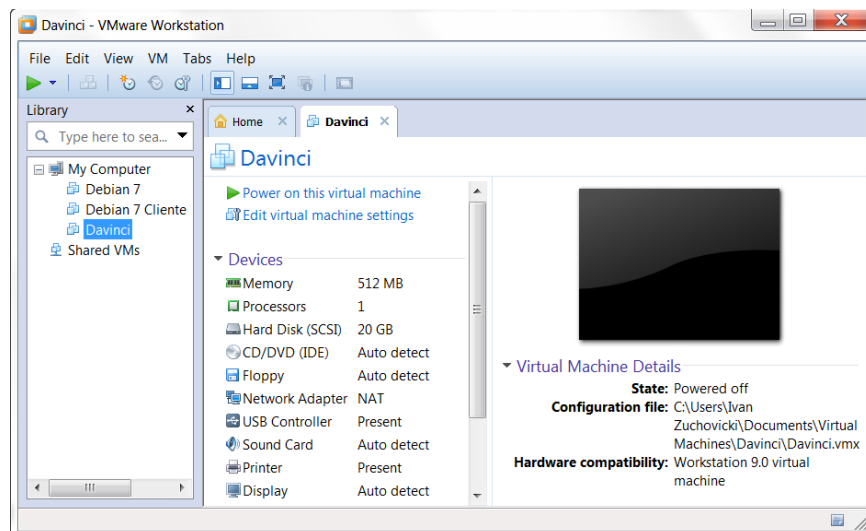 Davinci - VMware Workstation
File Edit View VM Tabs Help
Library
Type here to sea...
My Computer
Debian 7
Debian 7 Cliente
Davinci
Shared VMs
Home
Davinci
Davinci
Power on this virtual machine
Edit virtual machine settings
Devices
Memory 512 MB
Processors 1
Hard Disk (SCSI) 20 GB
CD/DVD (IDE) Auto detect
Floppy Auto detect
Network Adapter NAT
USB Controller Present
Sound Card Auto detect
Printer Present
Display Auto detect
Virtual Machine Details
State: Powered off
Configuration file: C:\Users\Ivan
Zuchovicki\Documents\Virtual
Machines\Davinci\Davinci.vmx
Hardware compatibility: Workstation 9.0 virtual
machine